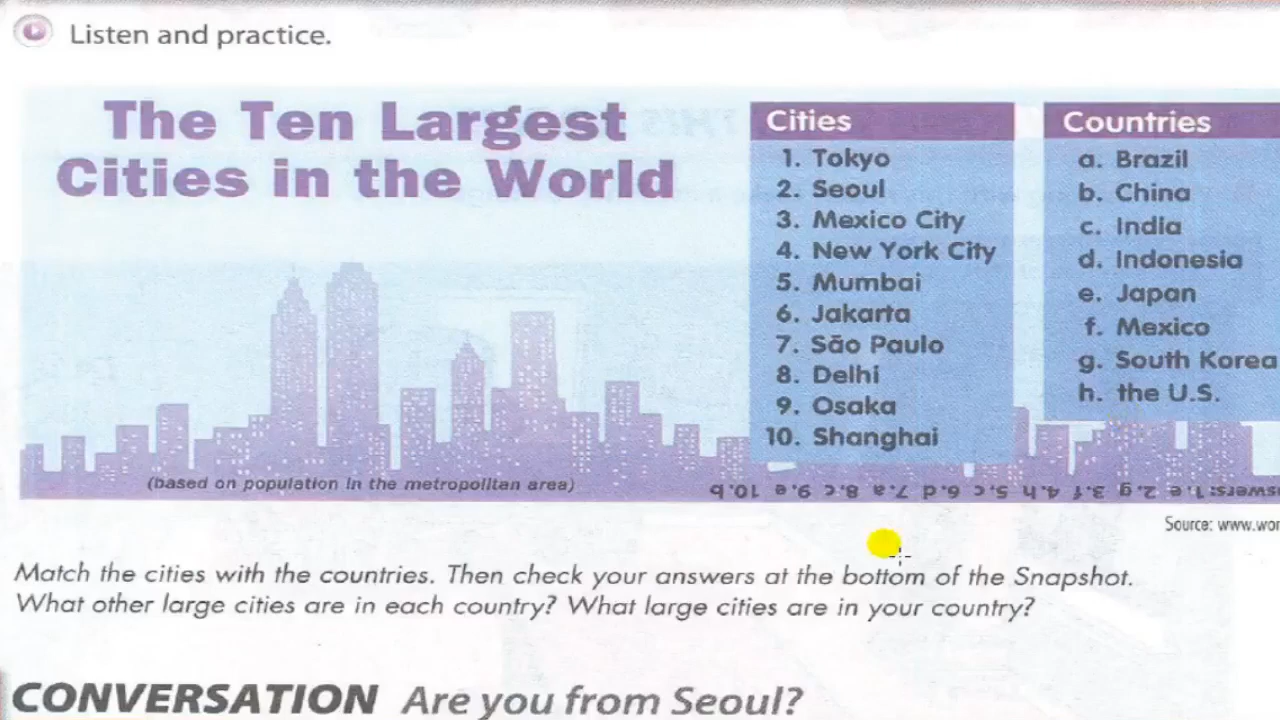 Listen and practice.
The Ten Largest
Cities in the World
Cities
1. Tokyo
2. Seoul
3. Mexico City
4. New York City
5. Mumbai
6. Jakarta
7. São Paulo
8. Delhi
9. Osaka
10. Shanghai
Countries
a. Brazil
b. China
c. India
d. Indonesia
e. Japan
f. Mexico
g. South Korea
h. the U.S.
(based on population in the metropolitan area)
swers: 1. e 2. g 3. f 4. h 5. c 6. d 7. a 8. c 9. e 10. b
Source: www.wor
Match the cities with the countries. Then check your answers at the bottom of the Snapshot.
What other large cities are in each country? What large cities are in your country?
CONVERSATION Are you from Seoul?